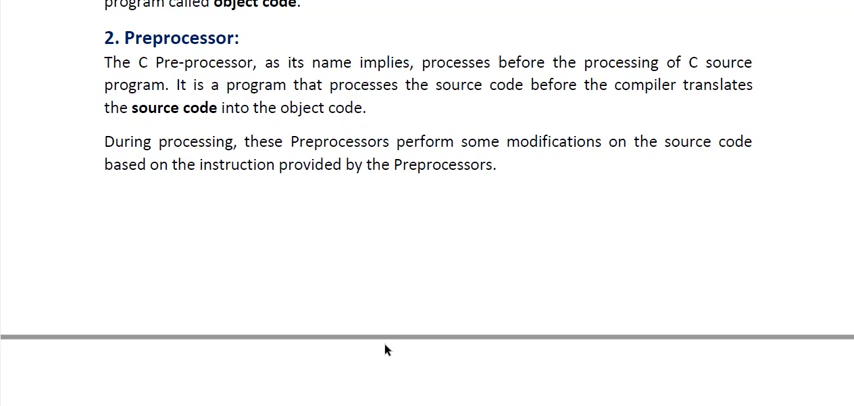 program called object code.
2. Preprocessor:
The C Pre-processor, as its name implies, processes before the processing of C source
program. It is a program that processes the source code before the compiler translates
the source code into the object code.
During processing, these Preprocessors perform some modifications on the source code
based on the instruction provided by the Preprocessors.